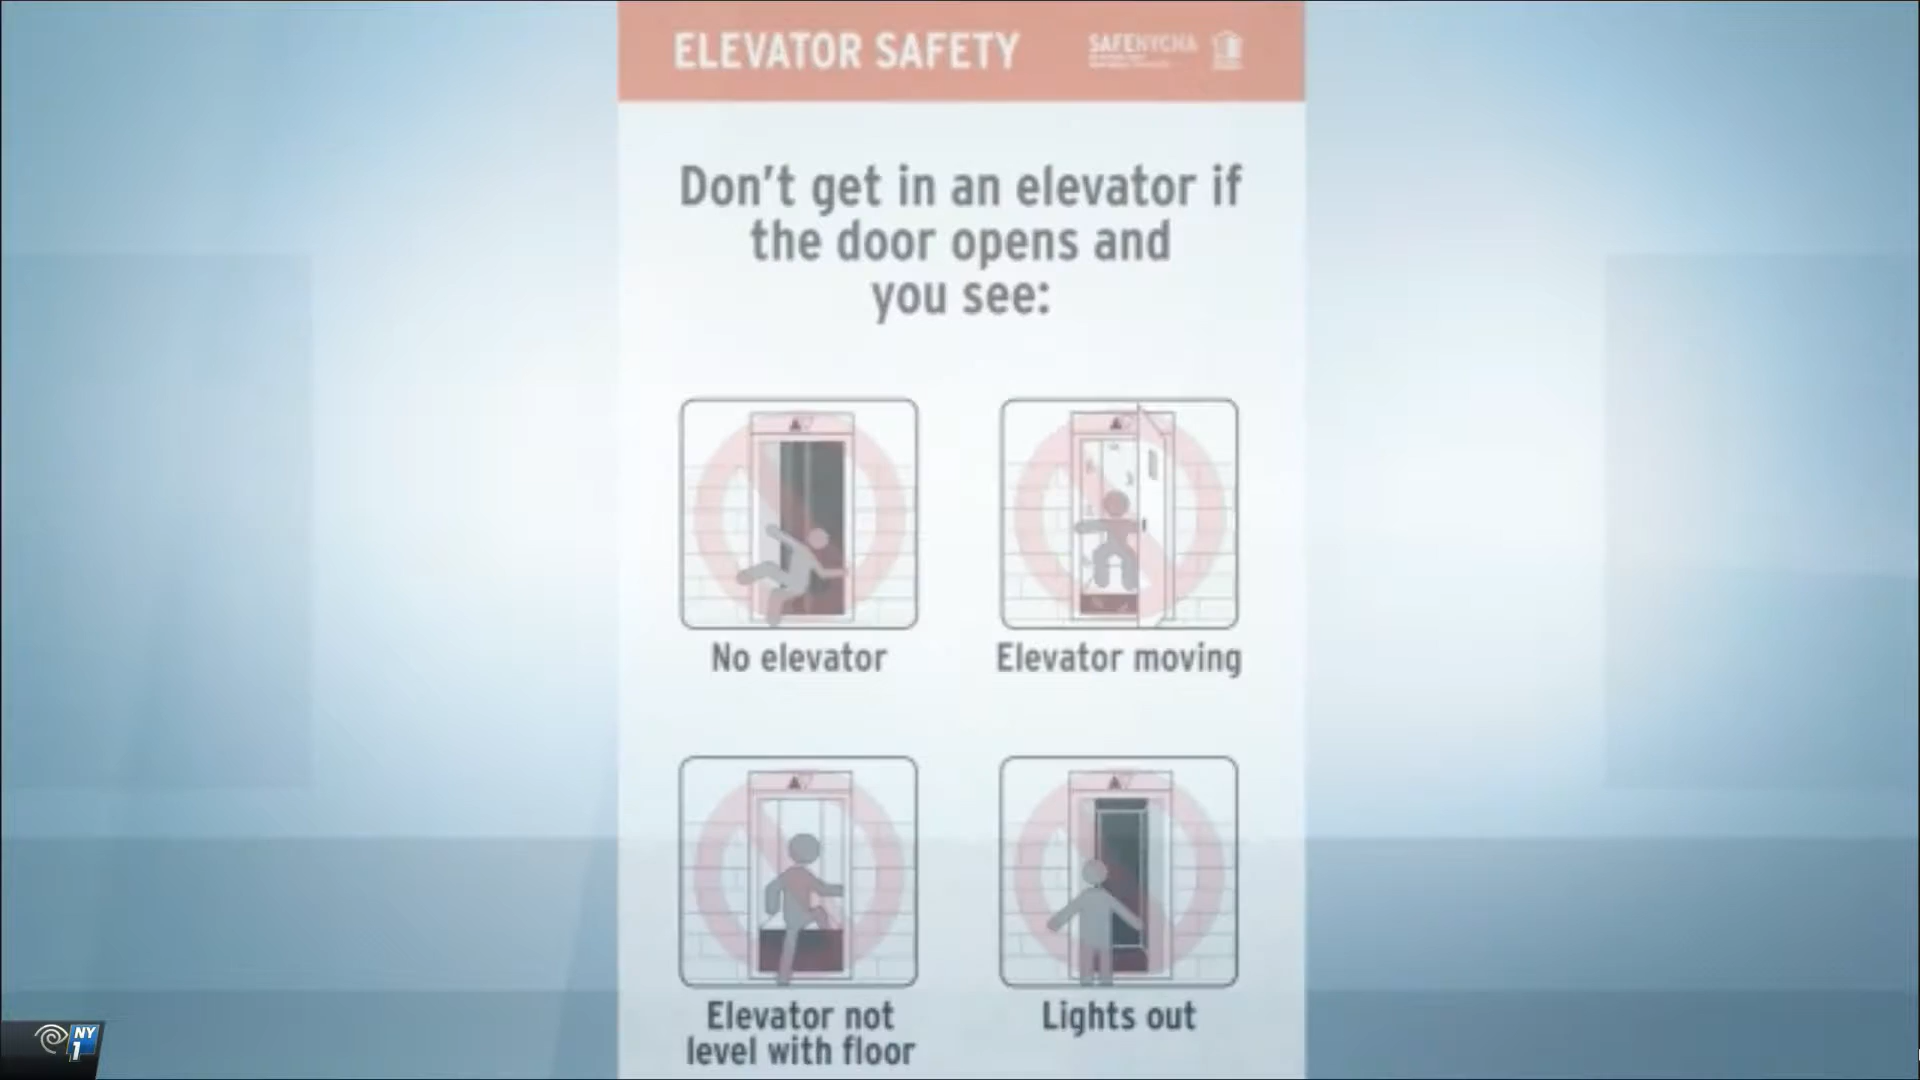 ELEVATOR SAFETY
SAFENYCHA
Don't get in an elevator if
the door opens and
you see:
No elevator
Elevator moving
Elevator not
level with floor
Lights out
NY
1